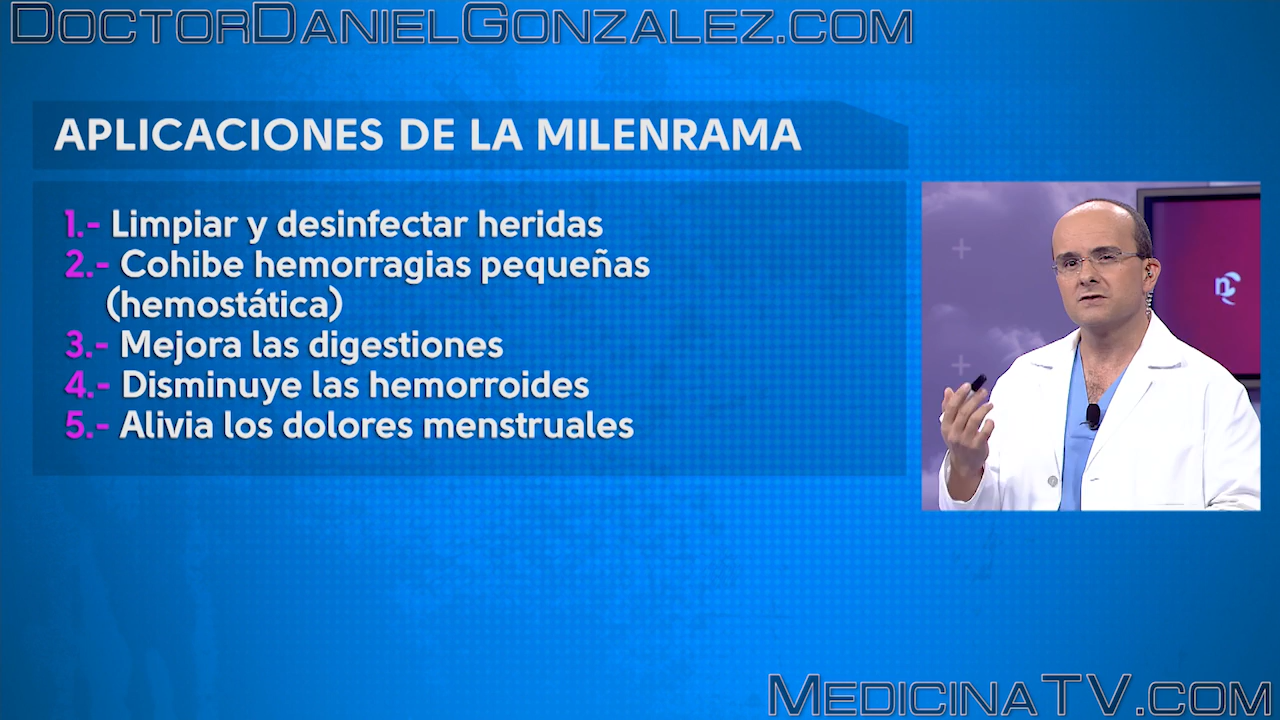 DOCTORDANIELGONZALEZ.COM
APLICACIONES DE LA MILENRAMA
1.- Limpiar y desinfectar heridas
2.- Cohibe hemorragias pequeñas
(hemostática)
3.- Mejora las digestiones
4.- Disminuye las hemorroides
5.- Alivia los dolores menstruales
MEDICINATV.COM